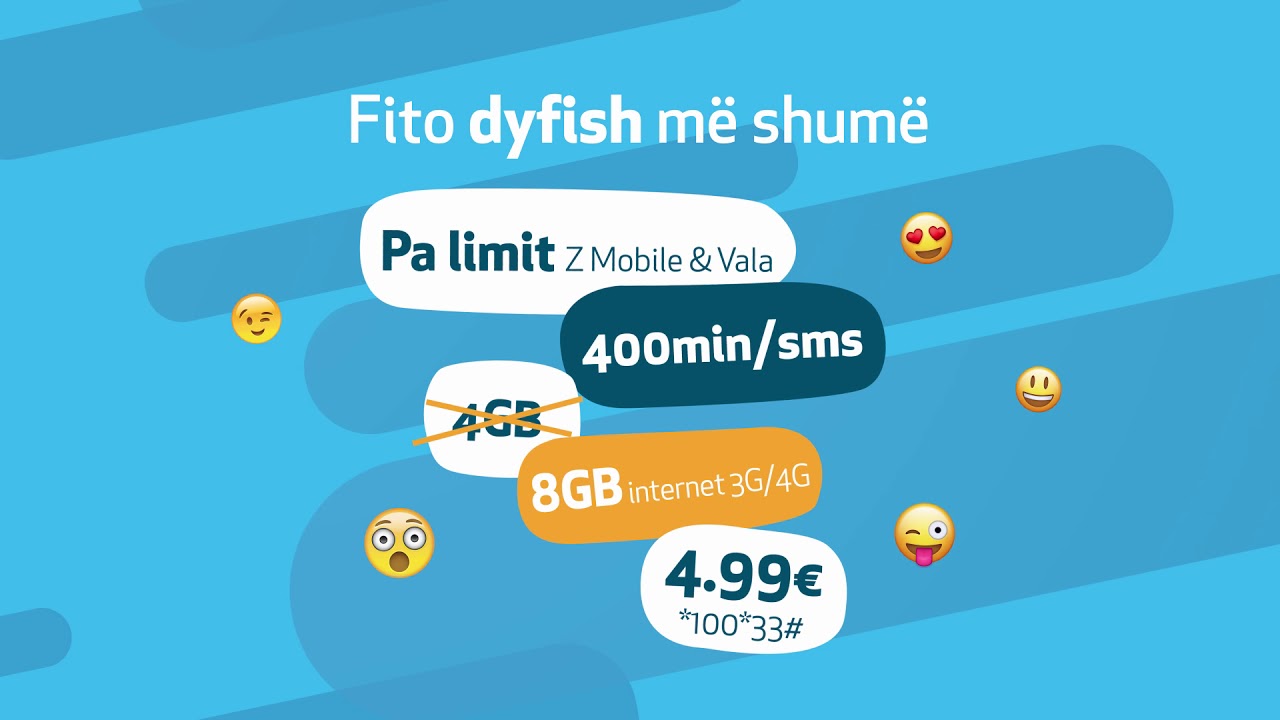 Fito dyfish më shumë
Pa limit Z Mobile & Vala
400min/sms
4GB
8GB internet 3G/4G
4.99€
*100*33#